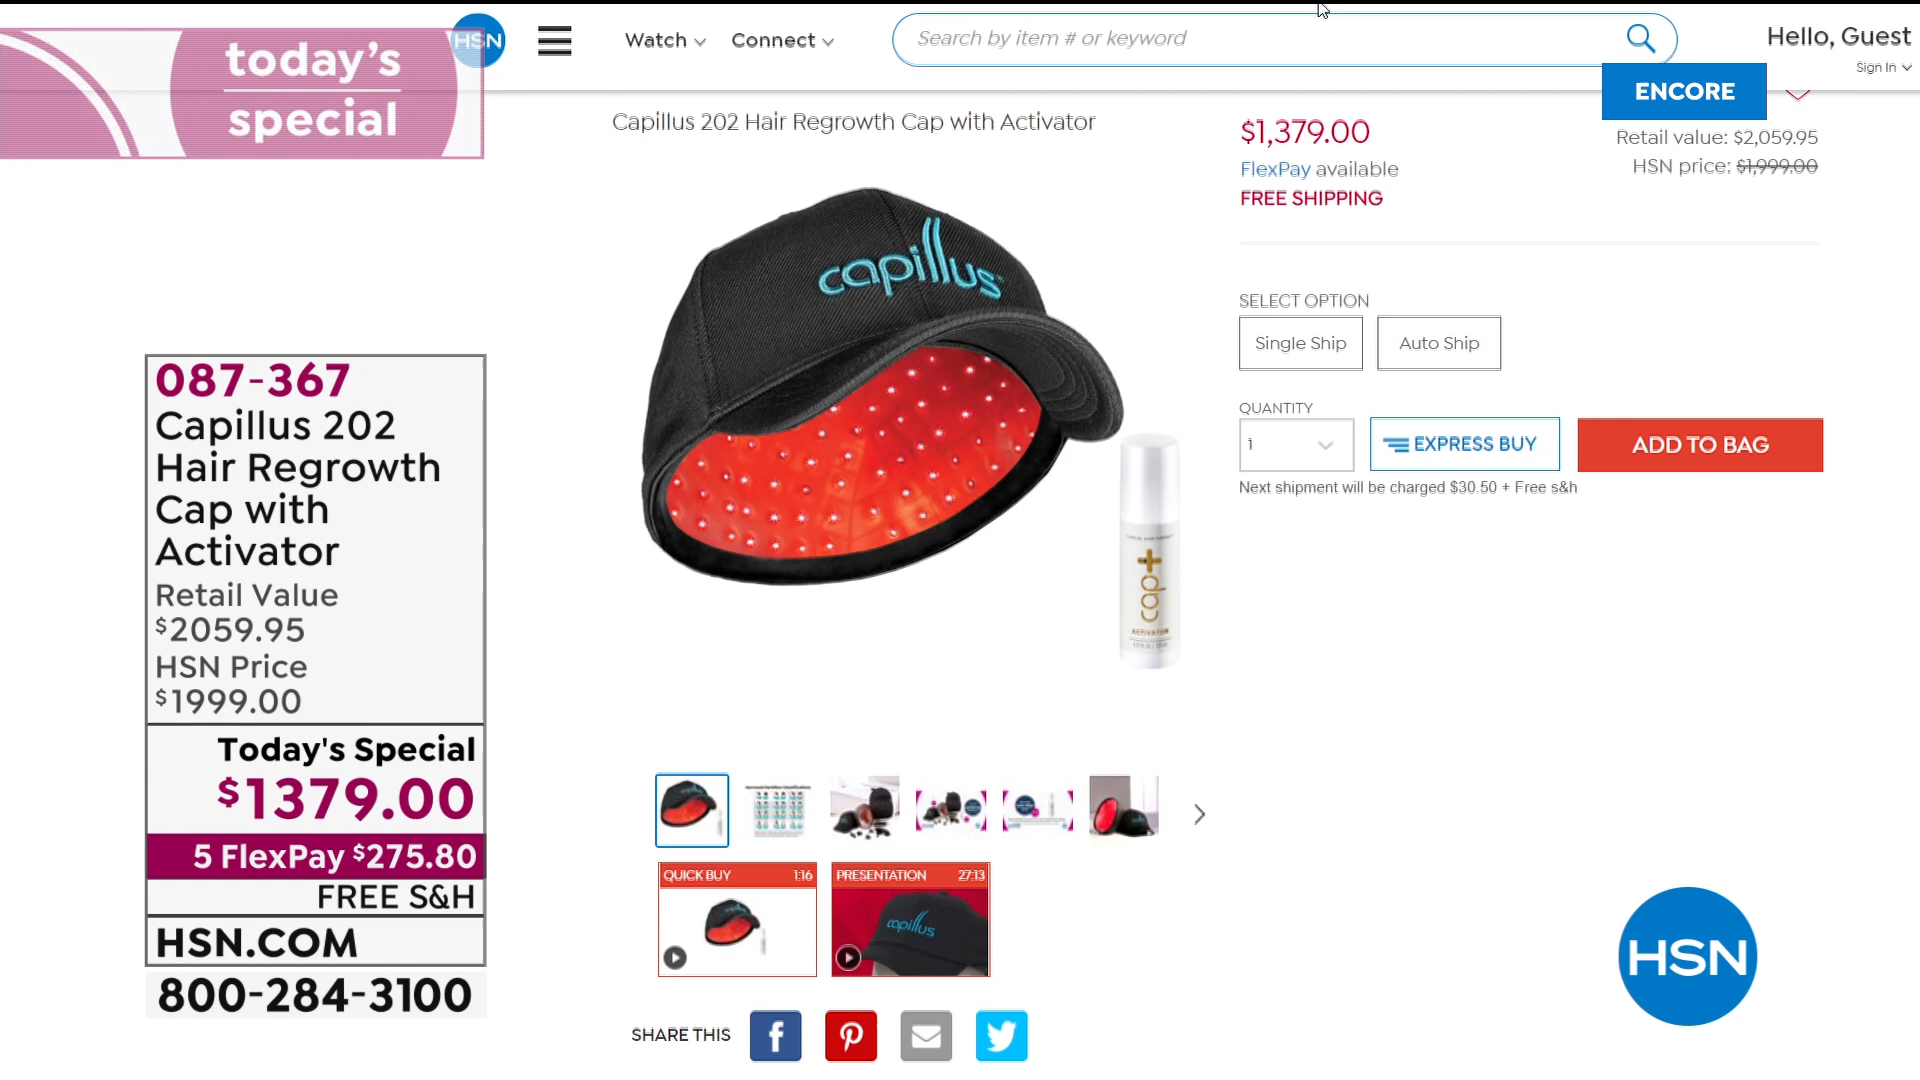 today's
special
HSN
Watch
Connect
Search by item # or keyword
Hello, Guest
Sign In
ENCORE
Capillus 202 Hair Regrowth Cap with Activator
$1,379.00
FlexPay available
FREE SHIPPING
Retail value: $2,059.95
HSN price: $1,999.00
capillus
SELECT OPTION
Single Ship
Auto Ship
QUANTITY
1
EXPRESS BUY
ADD TO BAG
Next shipment will be charged $30.50 + Free s&h
cap+
ACTIVATOR
087-367
Capillus 202
Hair Regrowth
Cap with
Activator
Retail Value
$2059.95
HSN Price
$1999.00
Today's Special
$1379.00
5 FlexPay $275.80
FREE S&H
HSN.COM
800-284-3100
QUICK BUY 1:16
PRESENTATION 27:13
capillus
SHARE THIS
HSN